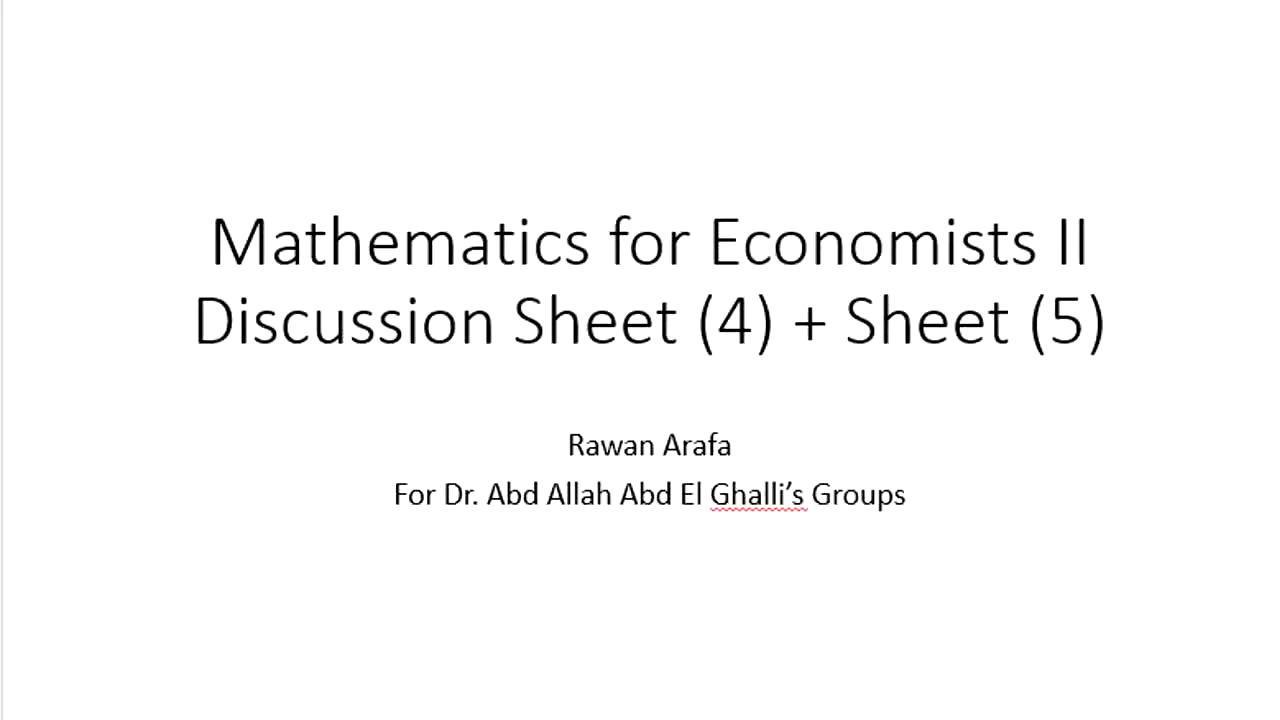 Mathematics for Economists II
Discussion Sheet (4) + Sheet (5)
Rawan Arafa
For Dr. Abd Allah Abd El Ghalli’s Groups